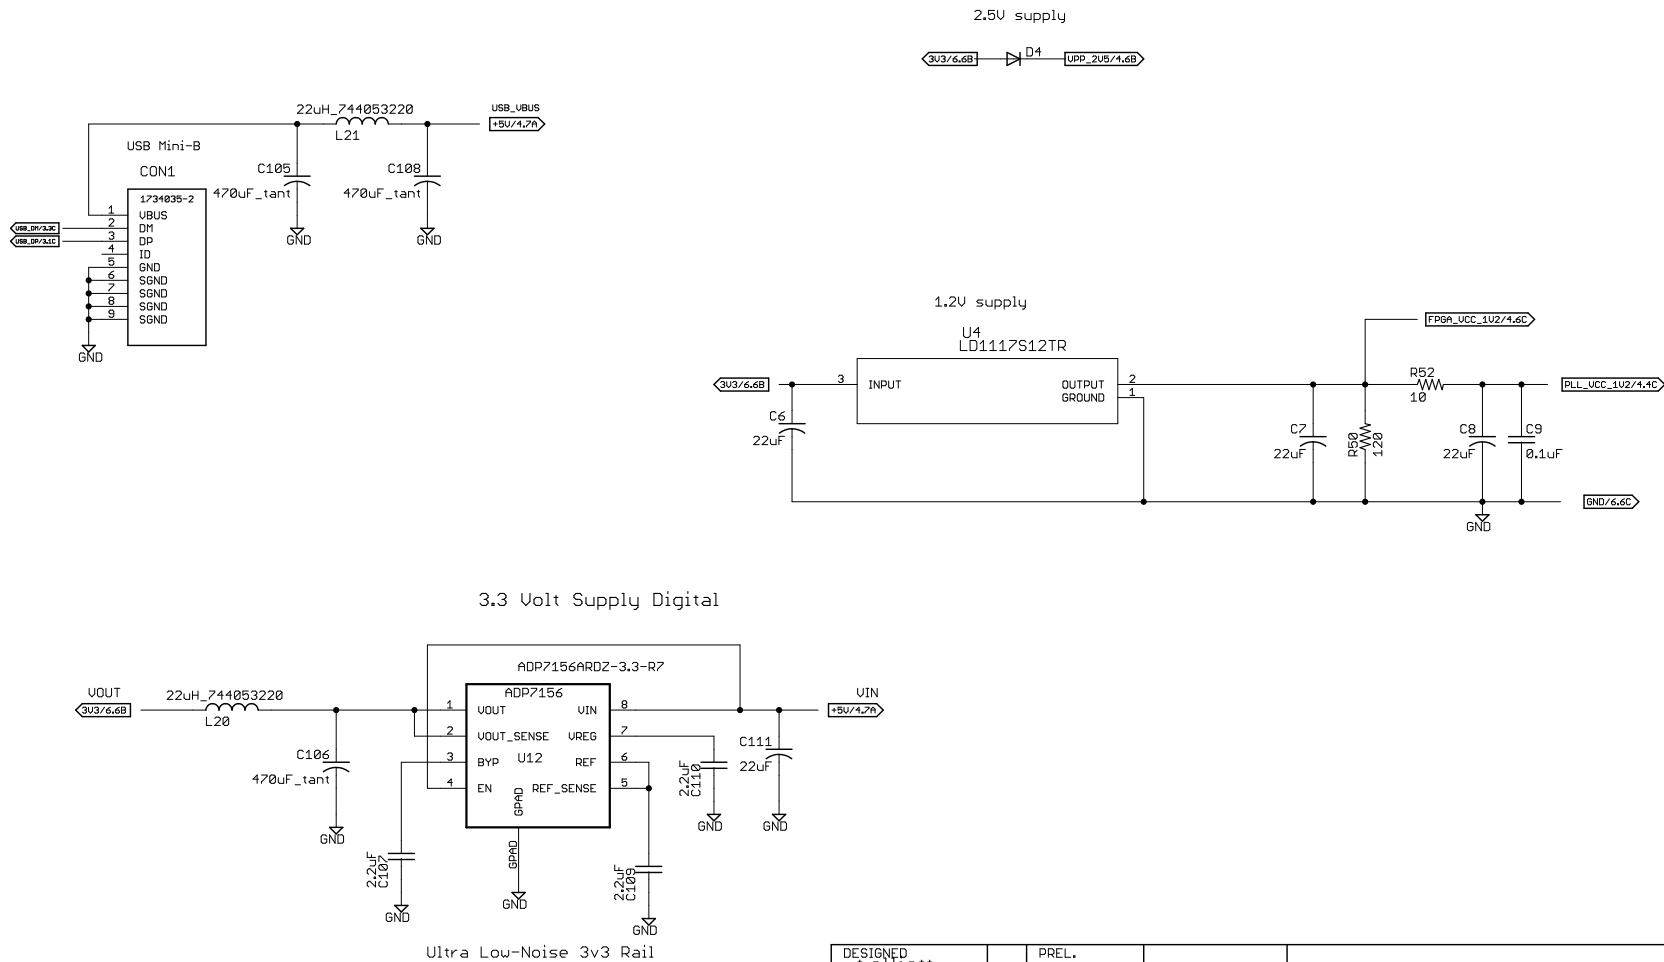 2.5V supply
3V3/6.6B
D4
VPP_2V5/4.6B
22uH_744053220
L21
USB_VBUS
+5V/4.7A
USB Mini-B
CON1
C105
470uF_tant
GND
C108
470uF_tant
GND
1734035-2
USB_DM/3.3C
USB_DP/3.1C
1 VBUS
2 DM
3 DP
4 ID
5 GND
6 SGND
7 SGND
8 SGND
9 SGND
GND
1.2V supply
U4
LD1117S12TR
3V3/6.6B
3 INPUT
OUTPUT 2
GROUND 1
C6
22uF
C7
22uF
R50
120
FPGA_VCC_1V2/4.6C
R52
10
PLL_VCC_1V2/4.4C
C8
22uF
C9
0.1uF
GND/6.6C
GND
3.3 Volt Supply Digital
ADP7156ARDZ-3.3-R7
ADP7156
VOUT
3V3/6.6B
22uH_744053220
L20
C106
470uF_tant
GND
1 VOUT
2 VOUT_SENSE
3 BYP
4 EN
U12
VIN 8
VREG 7
REF 6
REF_SENSE 5
GPAD
GPAD
GND
2.2uF
C107
GND
2.2uF
C109
GND
2.2uF
C110
GND
C111
22uF
GND
VIN
+5V/4.7A
Ultra Low-Noise 3v3 Rail
DESIGNED
PREL.